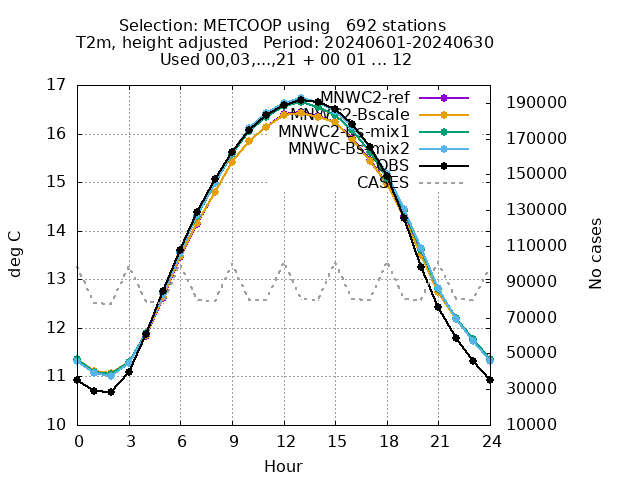 Selection: METCOOP using   692 stations
T2m, height adjusted   Period: 20240601-20240630
Used 00,03,...,21 + 00 01 ... 12
17
16
15
14
13
12
11
10
deg C
MNWC2-ref
MNWC2-Bscale
MNWC2-Bs-mix1
MNWC-Bs-mix2
OBS
CASES
190000
170000
150000
130000
110000
90000
70000
50000
30000
10000
No cases
0 3 6 9 12 15 18 21 24
Hour